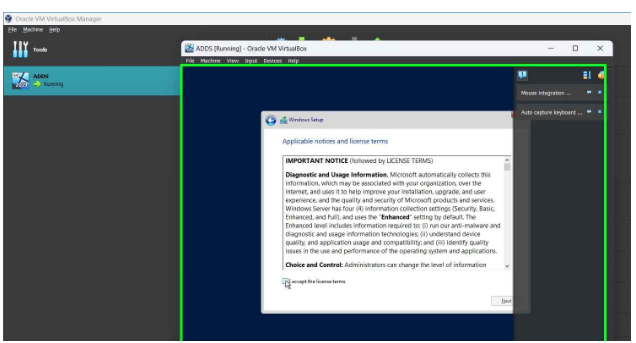 Oracle VM VirtualBox Manager
File Machine Help
Tools
ADDS
Running
ADDS [Running] - Oracle VM VirtualBox
File Machine View Input Devices Help
Mouse integration ...
Auto capture keyboard ...
Windows Setup
Applicable notices and license terms
IMPORTANT NOTICE (followed by LICENSE TERMS)
Diagnostic and Usage Information. Microsoft automatically collects this
information, which may be associated with your organization, over the
internet, and uses it to help improve your installation, upgrade, and user
experience, and the quality and security of Microsoft products and services.
Windows Server has four (4) information collection settings (Security, Basic,
Enhanced, and Full), and uses the "Enhanced" setting by default. The
Enhanced level includes information required to: (i) run our anti-malware and
diagnostic and usage information technologies; (ii) understand device
quality, and application usage and compatibility; and (iii) identify quality
issues in the use and performance of the operating system and applications.
Choice and Control: Administrators can change the level of information
accept the license terms
Next